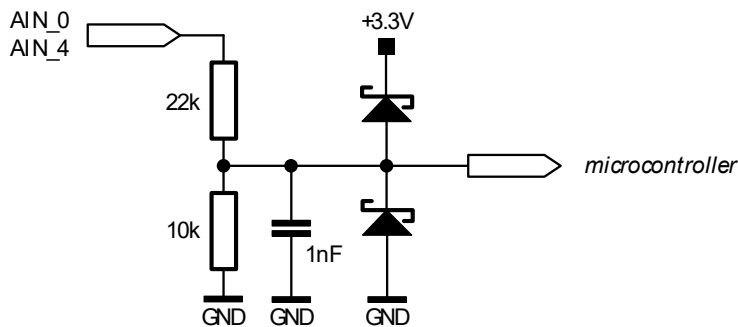 AIN_0
AIN_4
+3.3V
22k
microcontroller
10k
1nF
GND
GND
GND